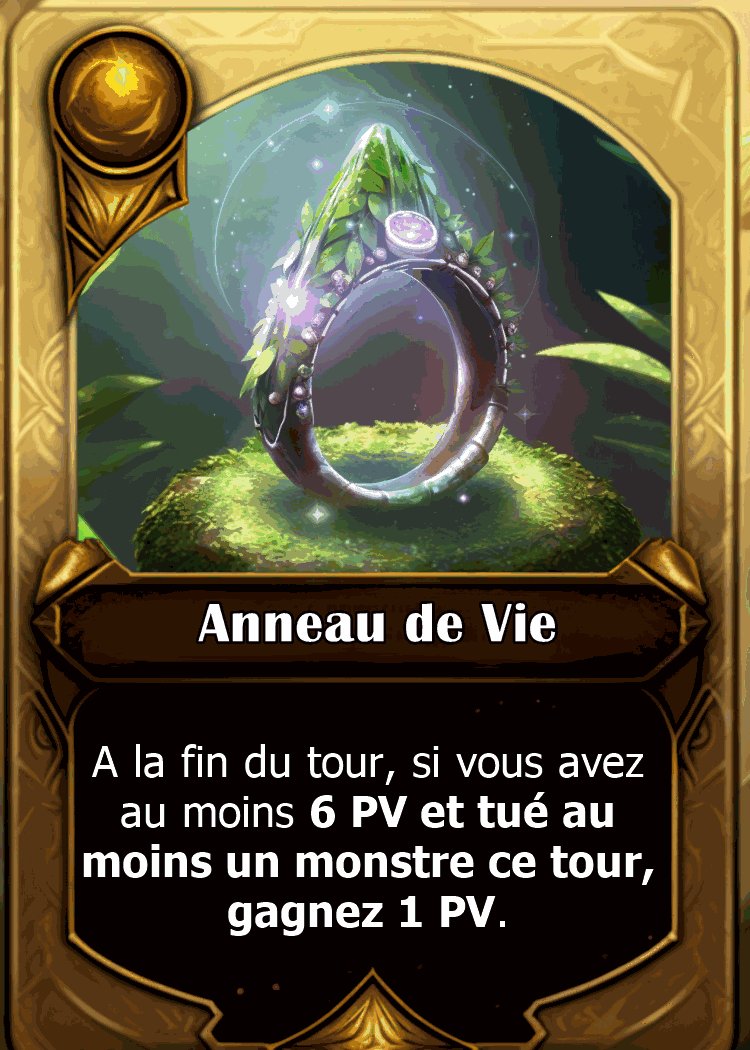 Anneau de Vie
A la fin du tour, si vous avez
au moins 6 PV et tué au
moins un monstre ce tour,
gagnez 1 PV.